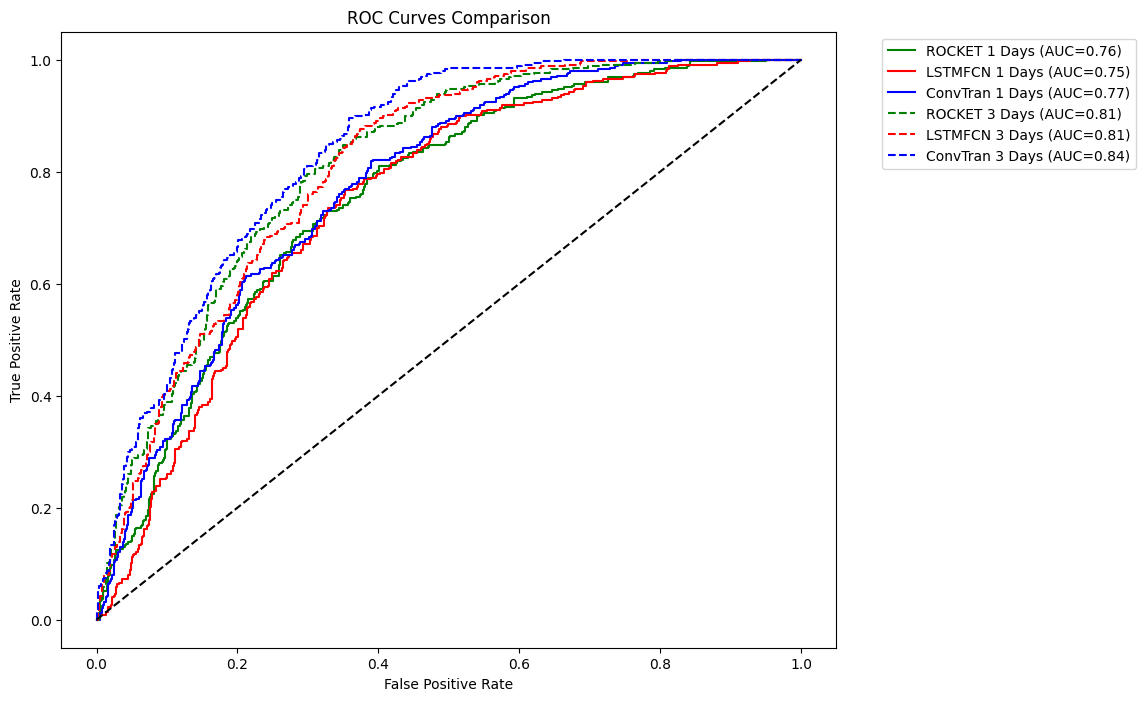 ROC Curves Comparison
1.0
0.8
0.6
0.4
0.2
0.0
True Positive Rate
0.0 0.2 0.4 0.6 0.8 1.0
False Positive Rate
ROCKET 1 Days (AUC=0.76)
LSTMFCN 1 Days (AUC=0.75)
ConvTran 1 Days (AUC=0.77)
ROCKET 3 Days (AUC=0.81)
LSTMFCN 3 Days (AUC=0.81)
ConvTran 3 Days (AUC=0.84)